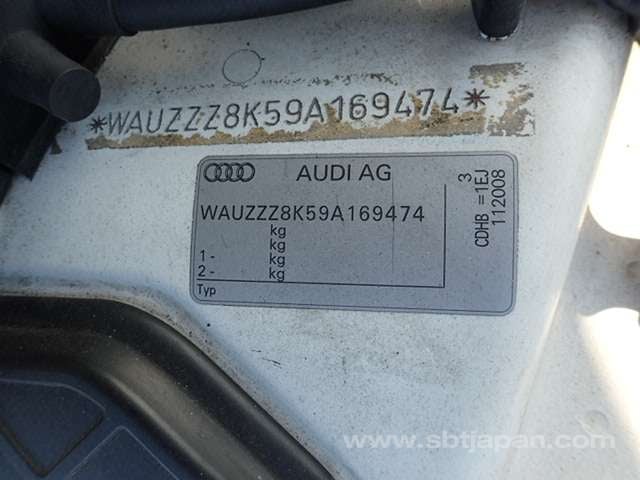 *WAUZZZ8K59A169474*
AUDI AG
WAUZZZ8K59A169474
kg
kg
1 - kg
2 - kg
Typ
3
CDHB =1EJ
112008
www.sbtjapan.com